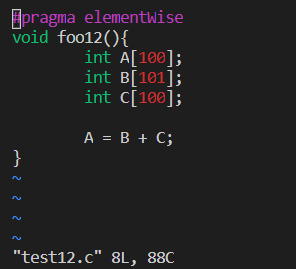 #pragma elementWise
void foo12(){
        int A[100];
        int B[101];
        int C[100];

        A = B + C;
}
~
~
~
~
"test12.c" 8L, 88C